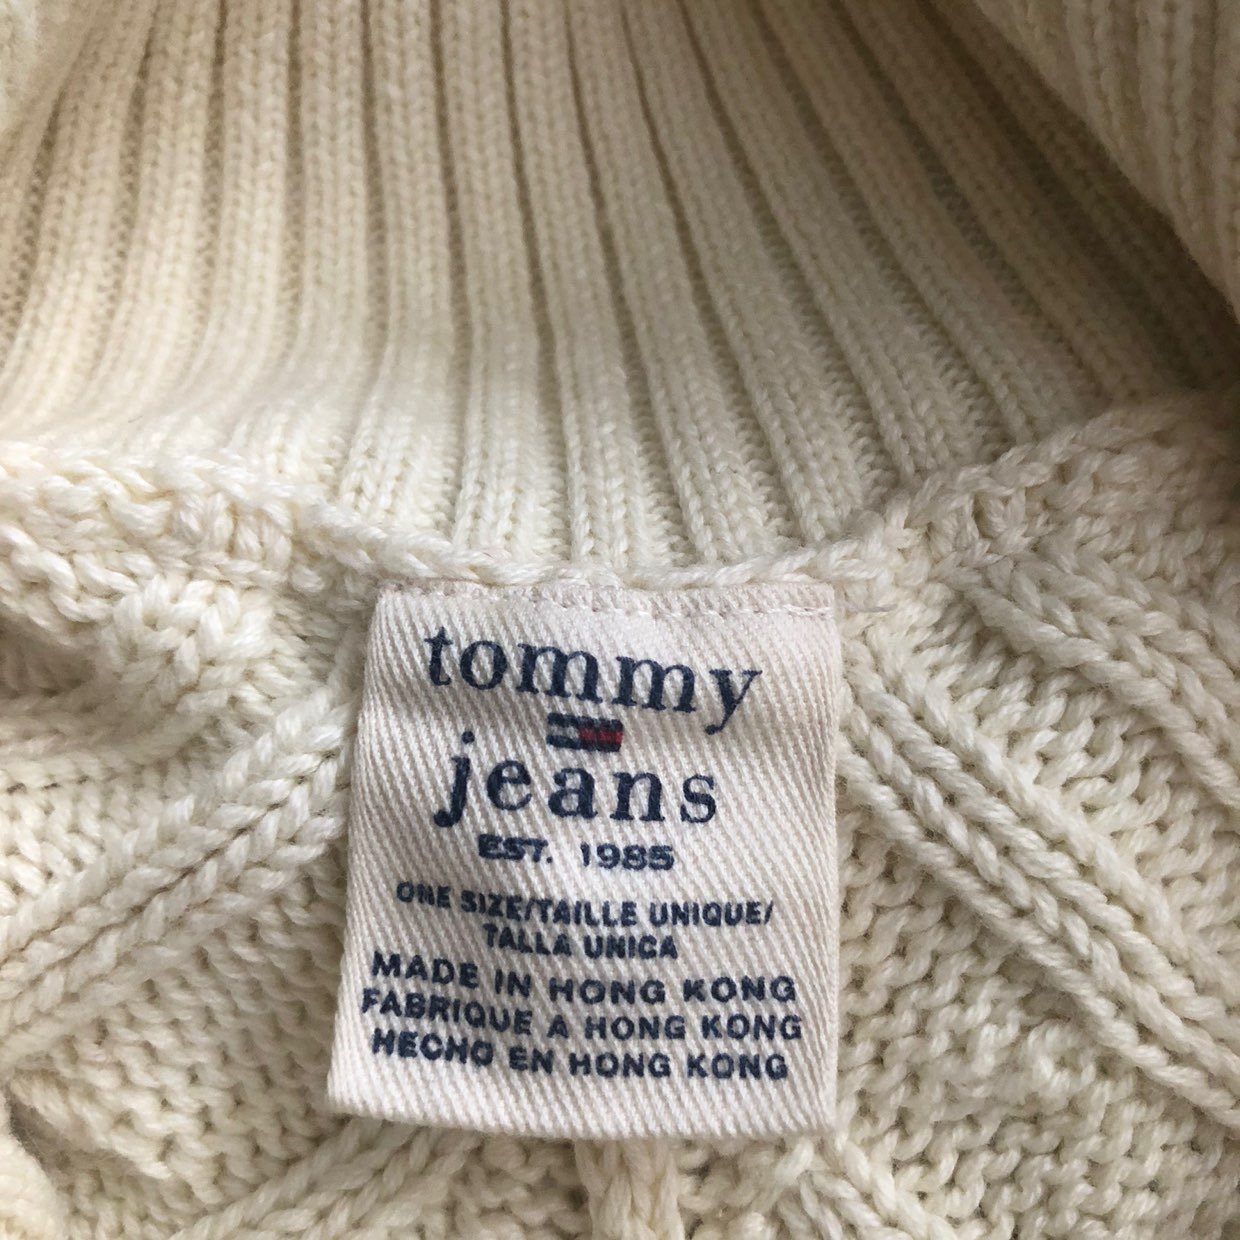 tommy
jeans
EST. 1985
ONE SIZE/TAILLE UNIQUE/
TALLA UNICA
MADE IN HONG KONG
FABRIQUE A HONG KONG
HECHO EN HONG KONG